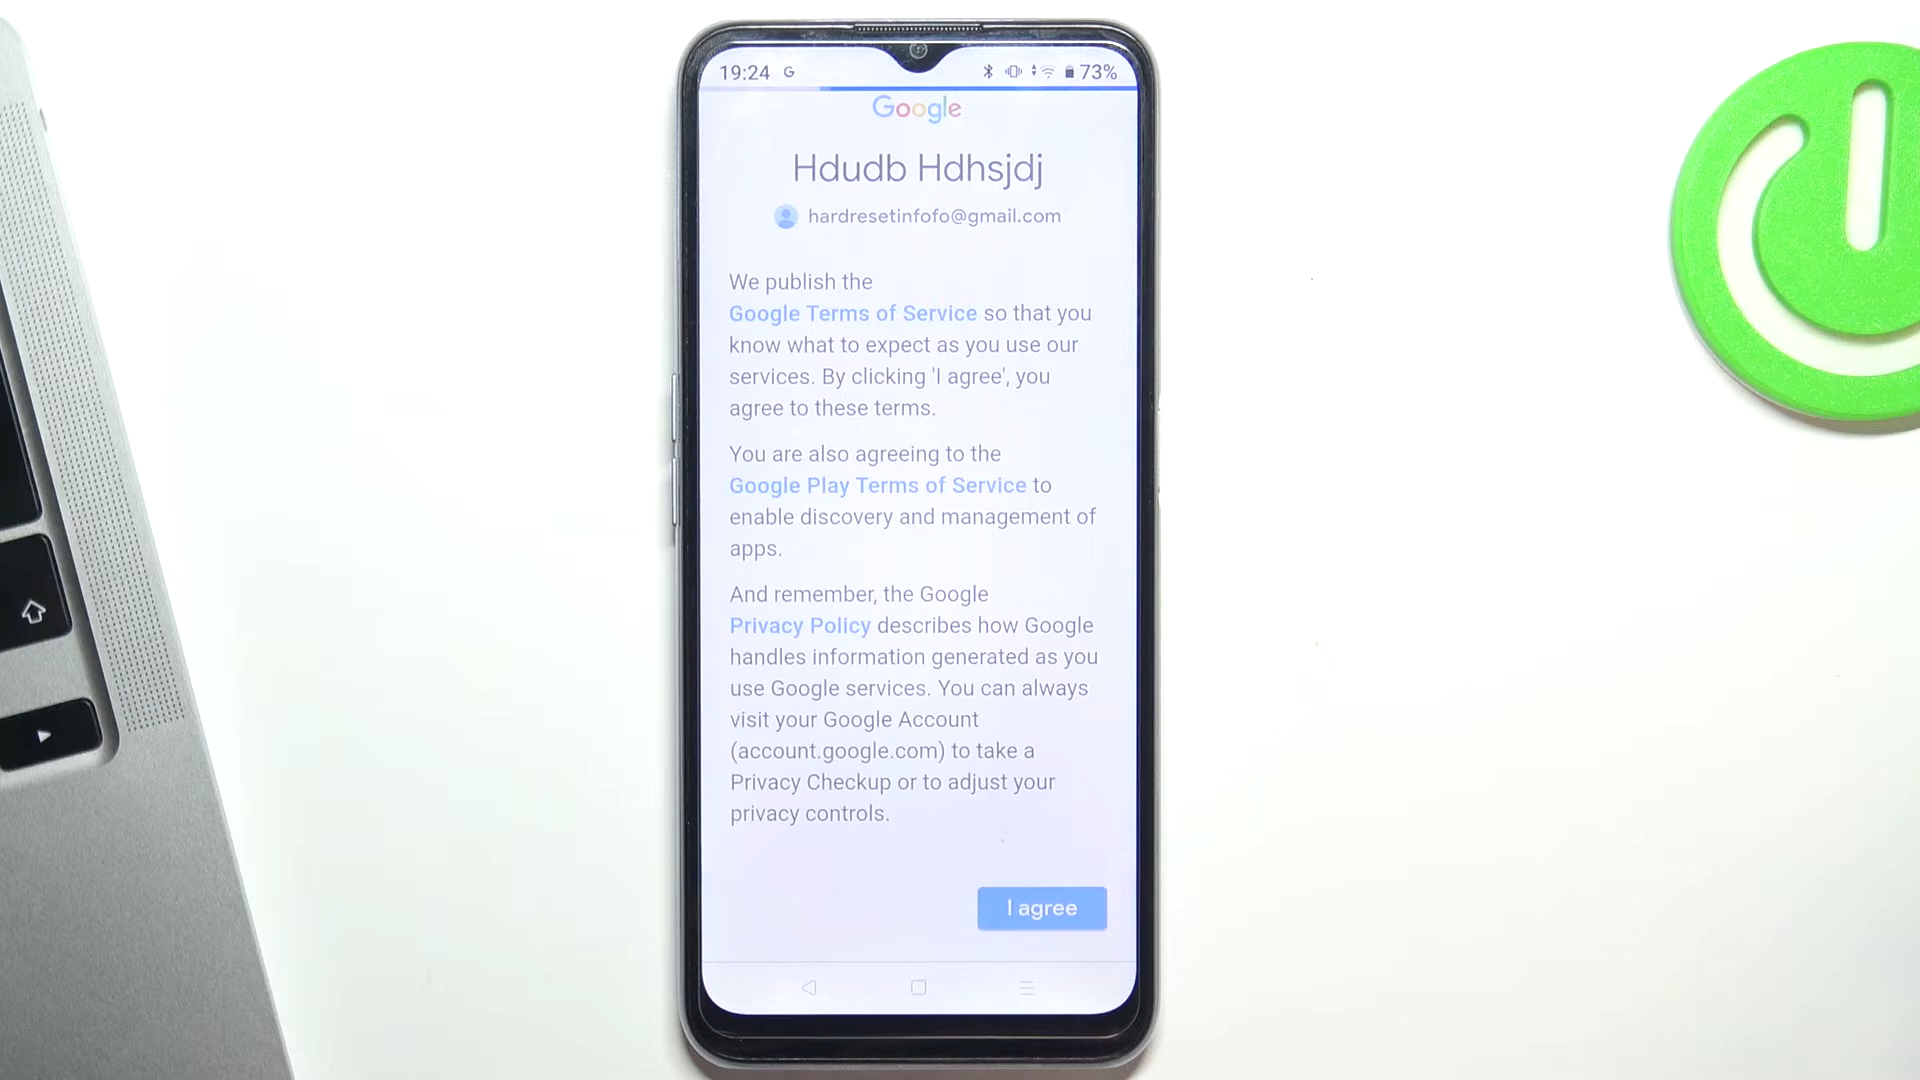 19:24 G 73%
Google
Hdudb Hdhsjdj
hardresetinfofo@gmail.com
We publish the
Google Terms of Service so that you
know what to expect as you use our
services. By clicking 'I agree', you
agree to these terms.
You are also agreeing to the
Google Play Terms of Service to
enable discovery and management of
apps.
And remember, the Google
Privacy Policy describes how Google
handles information generated as you
use Google services. You can always
visit your Google Account
(account.google.com) to take a
Privacy Checkup or to adjust your
privacy controls.
I agree